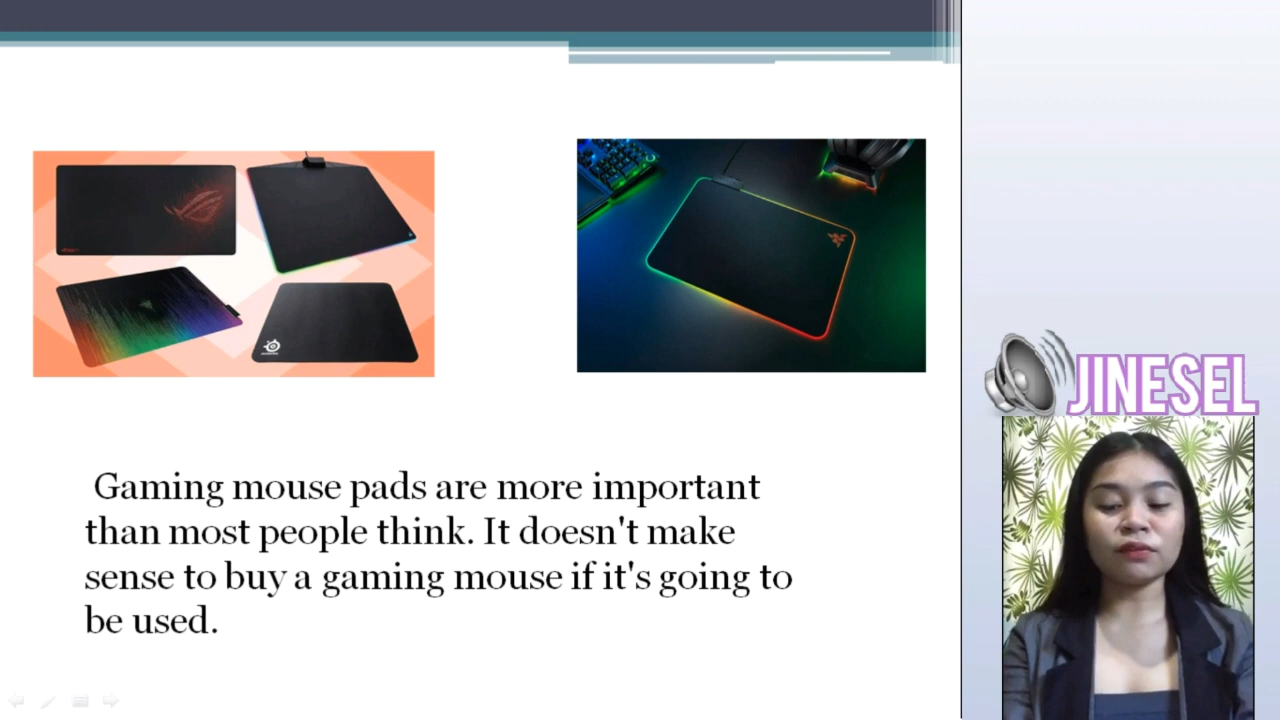 JINESEL
Gaming mouse pads are more important
than most people think. It doesn't make
sense to buy a gaming mouse if it's going to
be used.